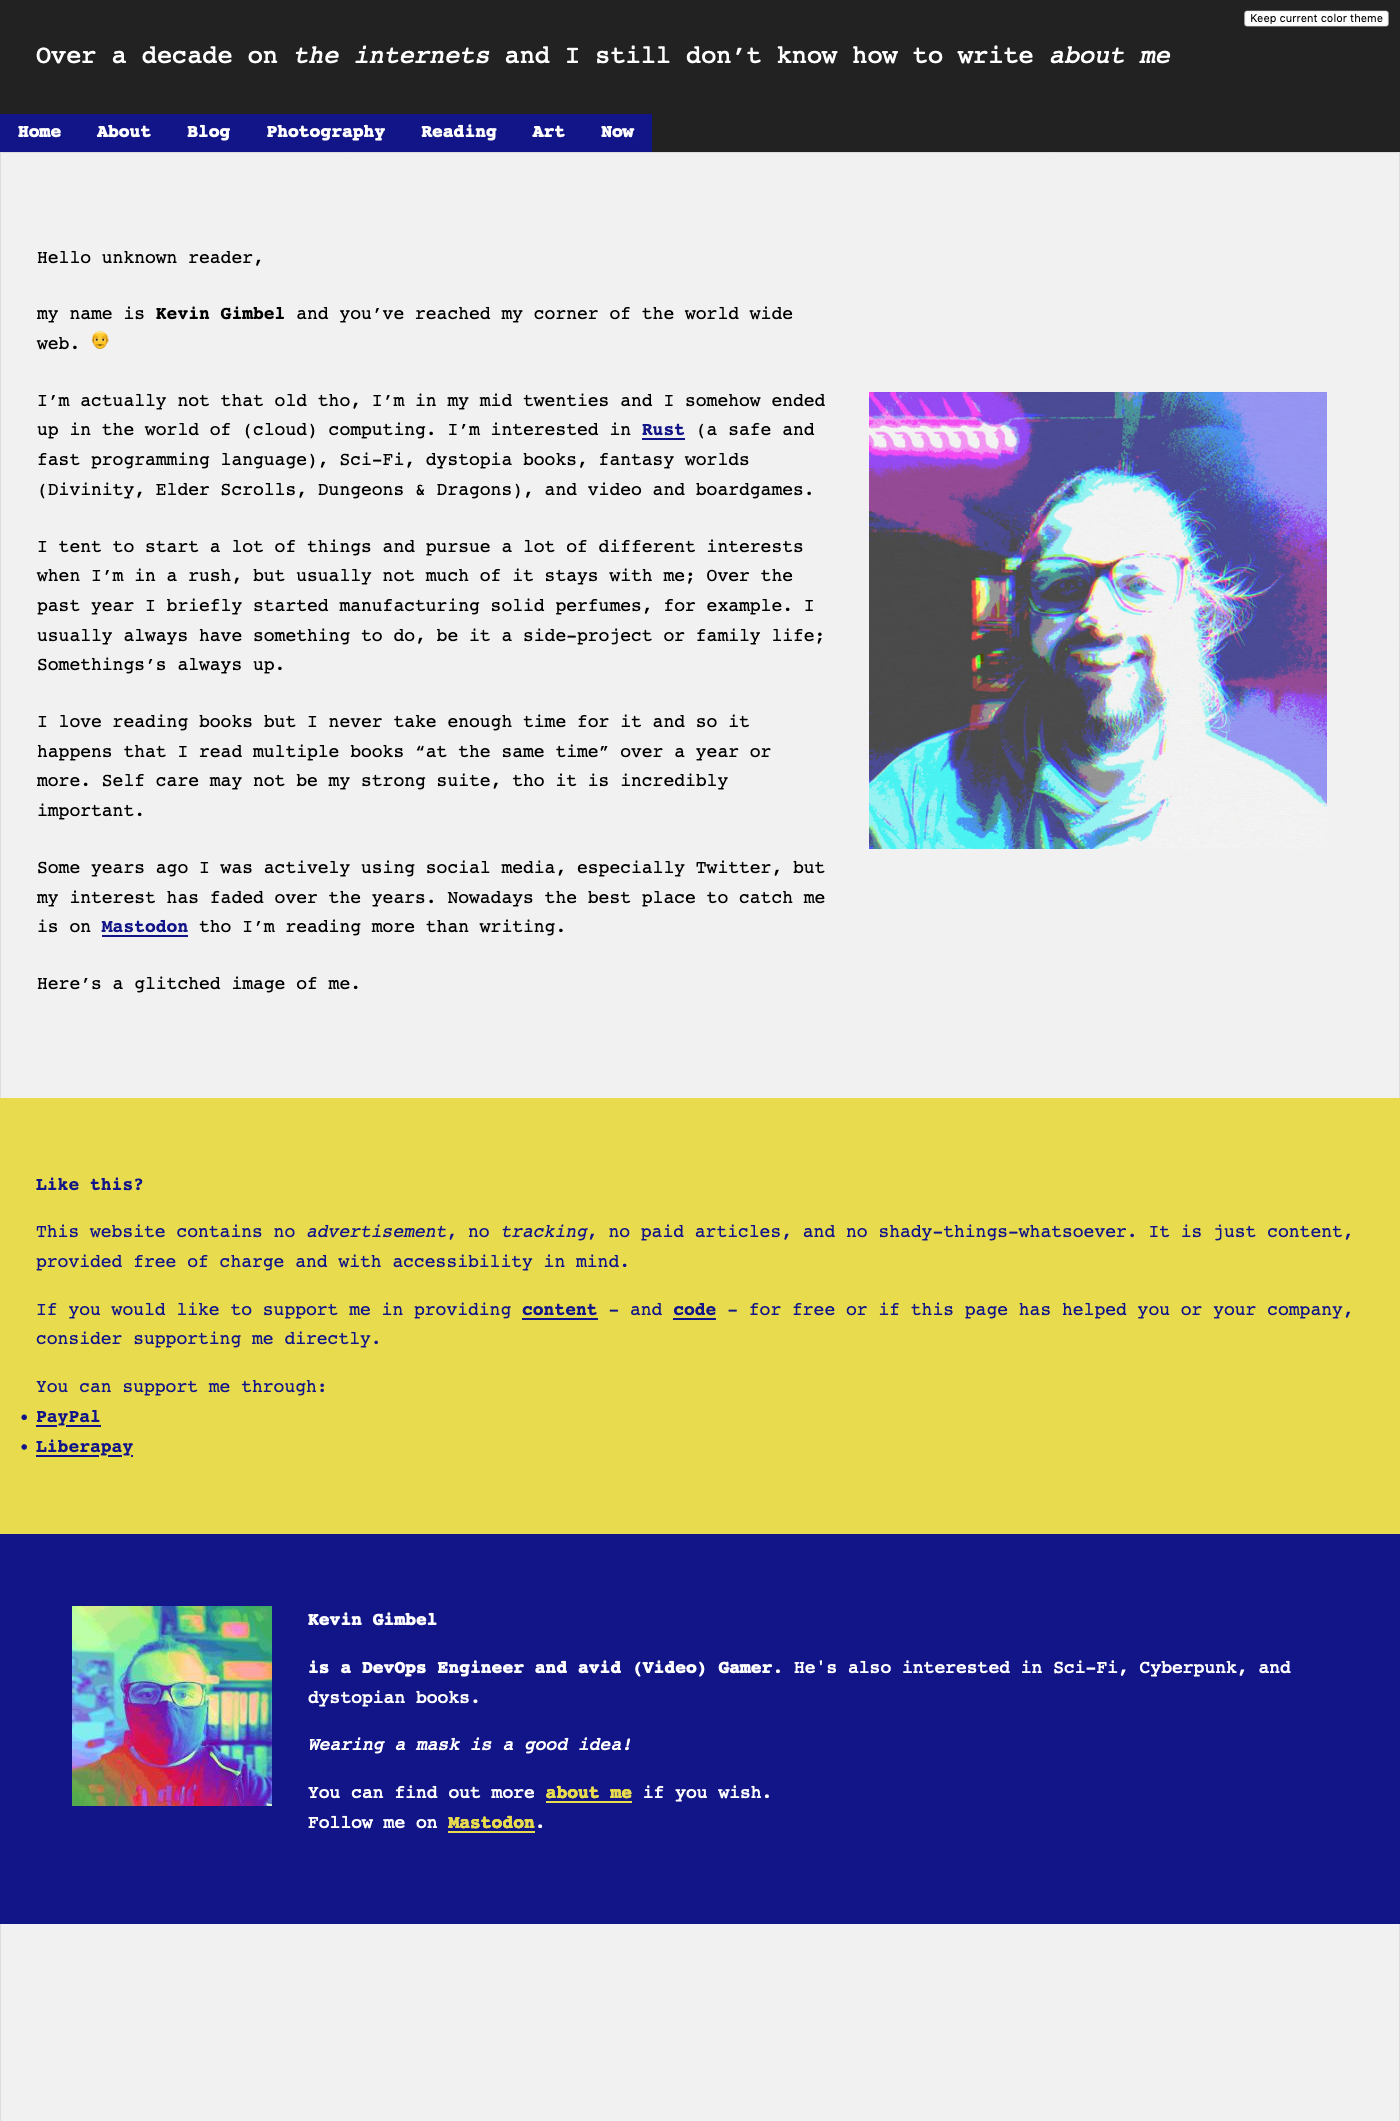 Keep current color theme
Over a decade on the internets and I still don’t know how to write about me
Home About Blog Photography Reading Art Now
Hello unknown reader,
my name is Kevin Gimbel and you’ve reached my corner of the world wide
web. 👴
I’m actually not that old tho, I’m in my mid twenties and I somehow ended
up in the world of (cloud) computing. I’m interested in Rust (a safe and
fast programming language), Sci-Fi, dystopia books, fantasy worlds
(Divinity, Elder Scrolls, Dungeons & Dragons), and video and boardgames.
I tent to start a lot of things and pursue a lot of different interests
when I’m in a rush, but usually not much of it stays with me; Over the
past year I briefly started manufacturing solid perfumes, for example. I
usually always have something to do, be it a side-project or family life;
Somethings’s always up.
I love reading books but I never take enough time for it and so it
happens that I read multiple books “at the same time” over a year or
more. Self care may not be my strong suite, tho it is incredibly
important.
Some years ago I was actively using social media, especially Twitter, but
my interest has faded over the years. Nowadays the best place to catch me
is on Mastodon tho I’m reading more than writing.
Here’s a glitched image of me.
Like this?
This website contains no advertisement, no tracking, no paid articles, and no shady-things-whatsoever. It is just content,
provided free of charge and with accessibility in mind.
If you would like to support me in providing content - and code - for free or if this page has helped you or your company,
consider supporting me directly.
You can support me through:
• PayPal
• Liberapay
Kevin Gimbel
is a DevOps Engineer and avid (Video) Gamer. He's also interested in Sci-Fi, Cyberpunk, and
dystopian books.
Wearing a mask is a good idea!
You can find out more about me if you wish.
Follow me on Mastodon.